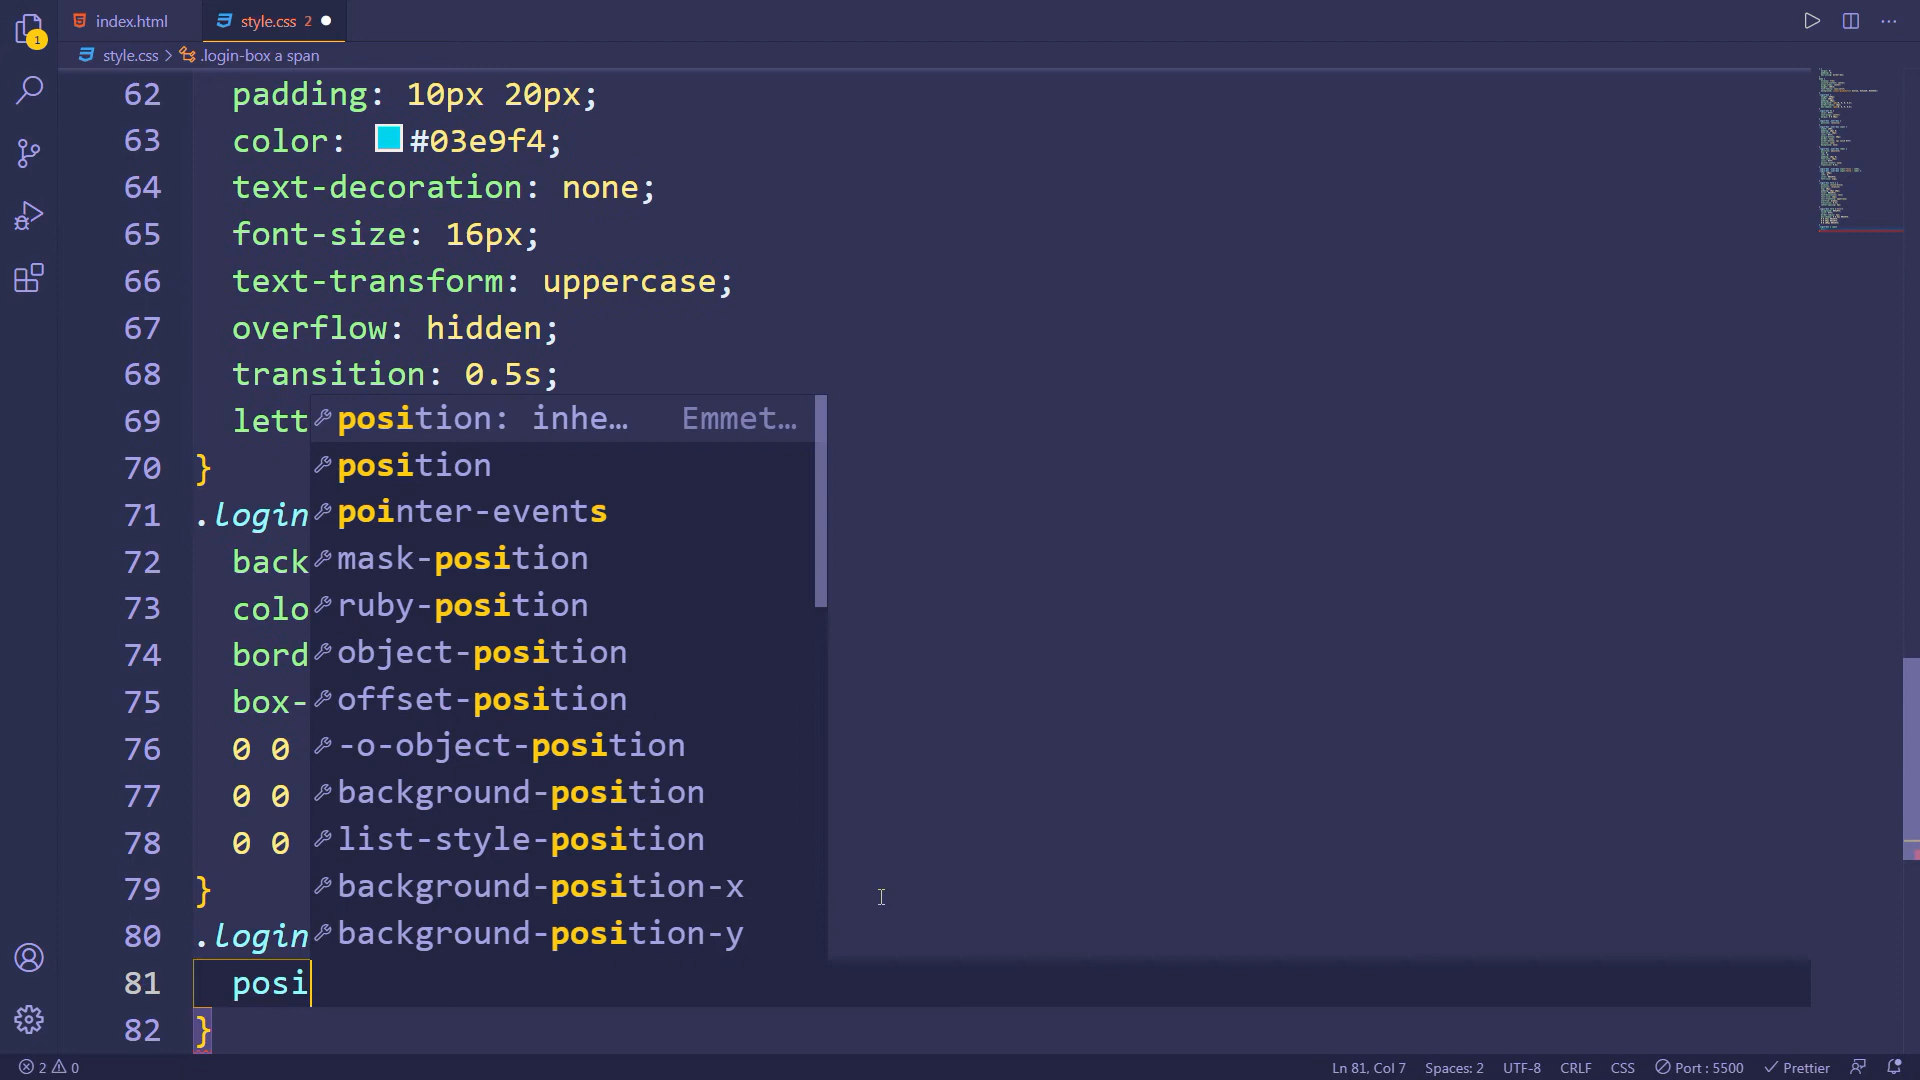 index.html style.css 2
style.css .login-box a span
1
62 padding: 10px 20px;
63 color: #03e9f4;
64 text-decoration: none;
65 font-size: 16px;
66 text-transform: uppercase;
67 overflow: hidden;
68 transition: 0.5s;
69 lett
position: inhe… Emmet…
70 }
position
71 .login
pointer-events
72 back
mask-position
73 colo
ruby-position
74 bord
object-position
75 box-
offset-position
76 0 0
-o-object-position
77 0 0
background-position
78 0 0
list-style-position
79 }
background-position-x
80 .login
background-position-y
81 posi
82 }
2 0 Ln 81, Col 7 Spaces: 2 UTF-8 CRLF CSS Port : 5500 Prettier